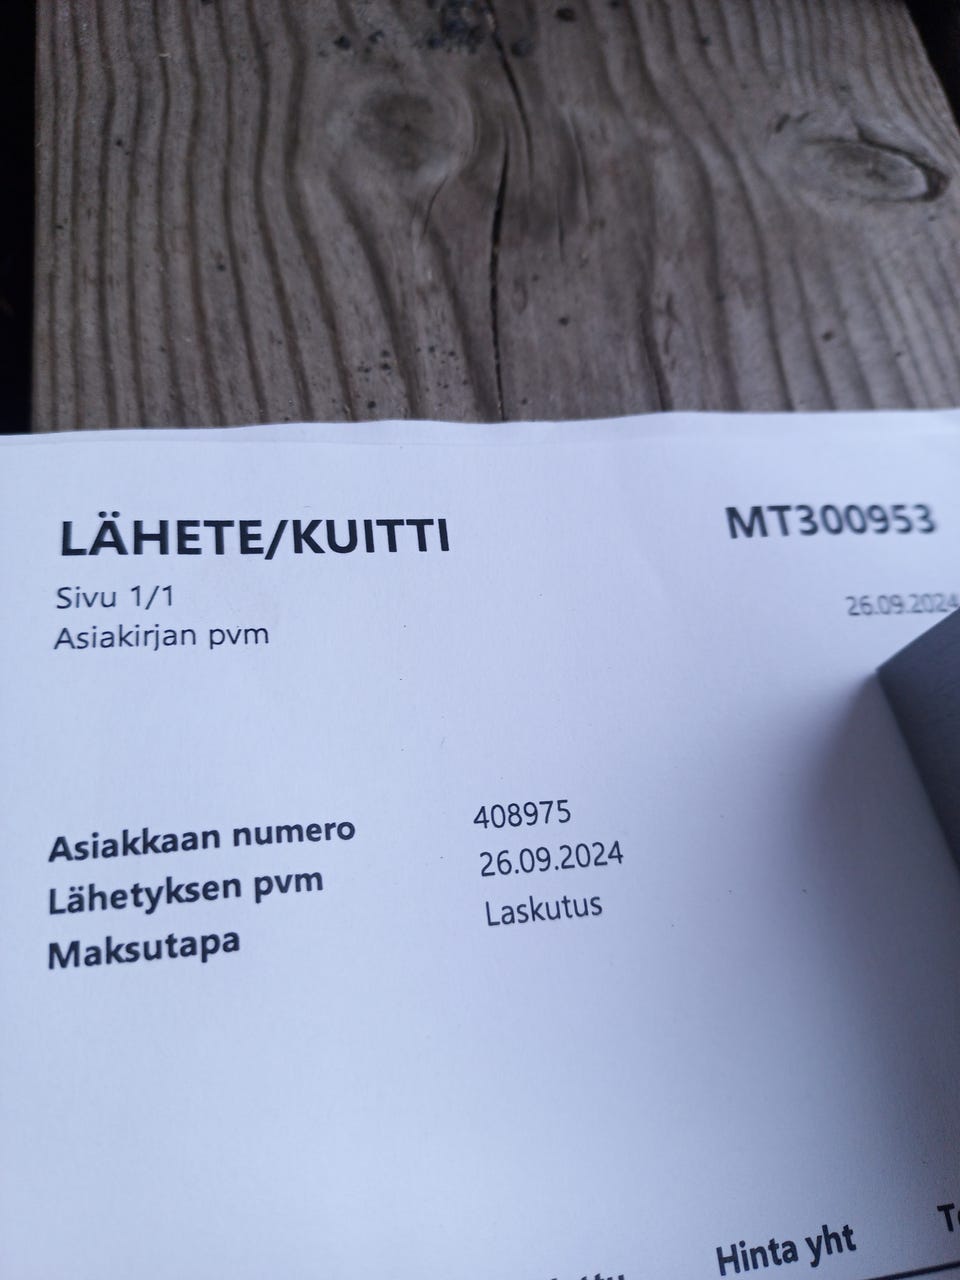 LÄHETE/KUITTI MT300953
Sivu 1/1 26.09.2024
Asiakirjan pvm
Asiakkaan numero 408975
Lähetyksen pvm 26.09.2024
Maksutapa Laskutus
Hinta yht